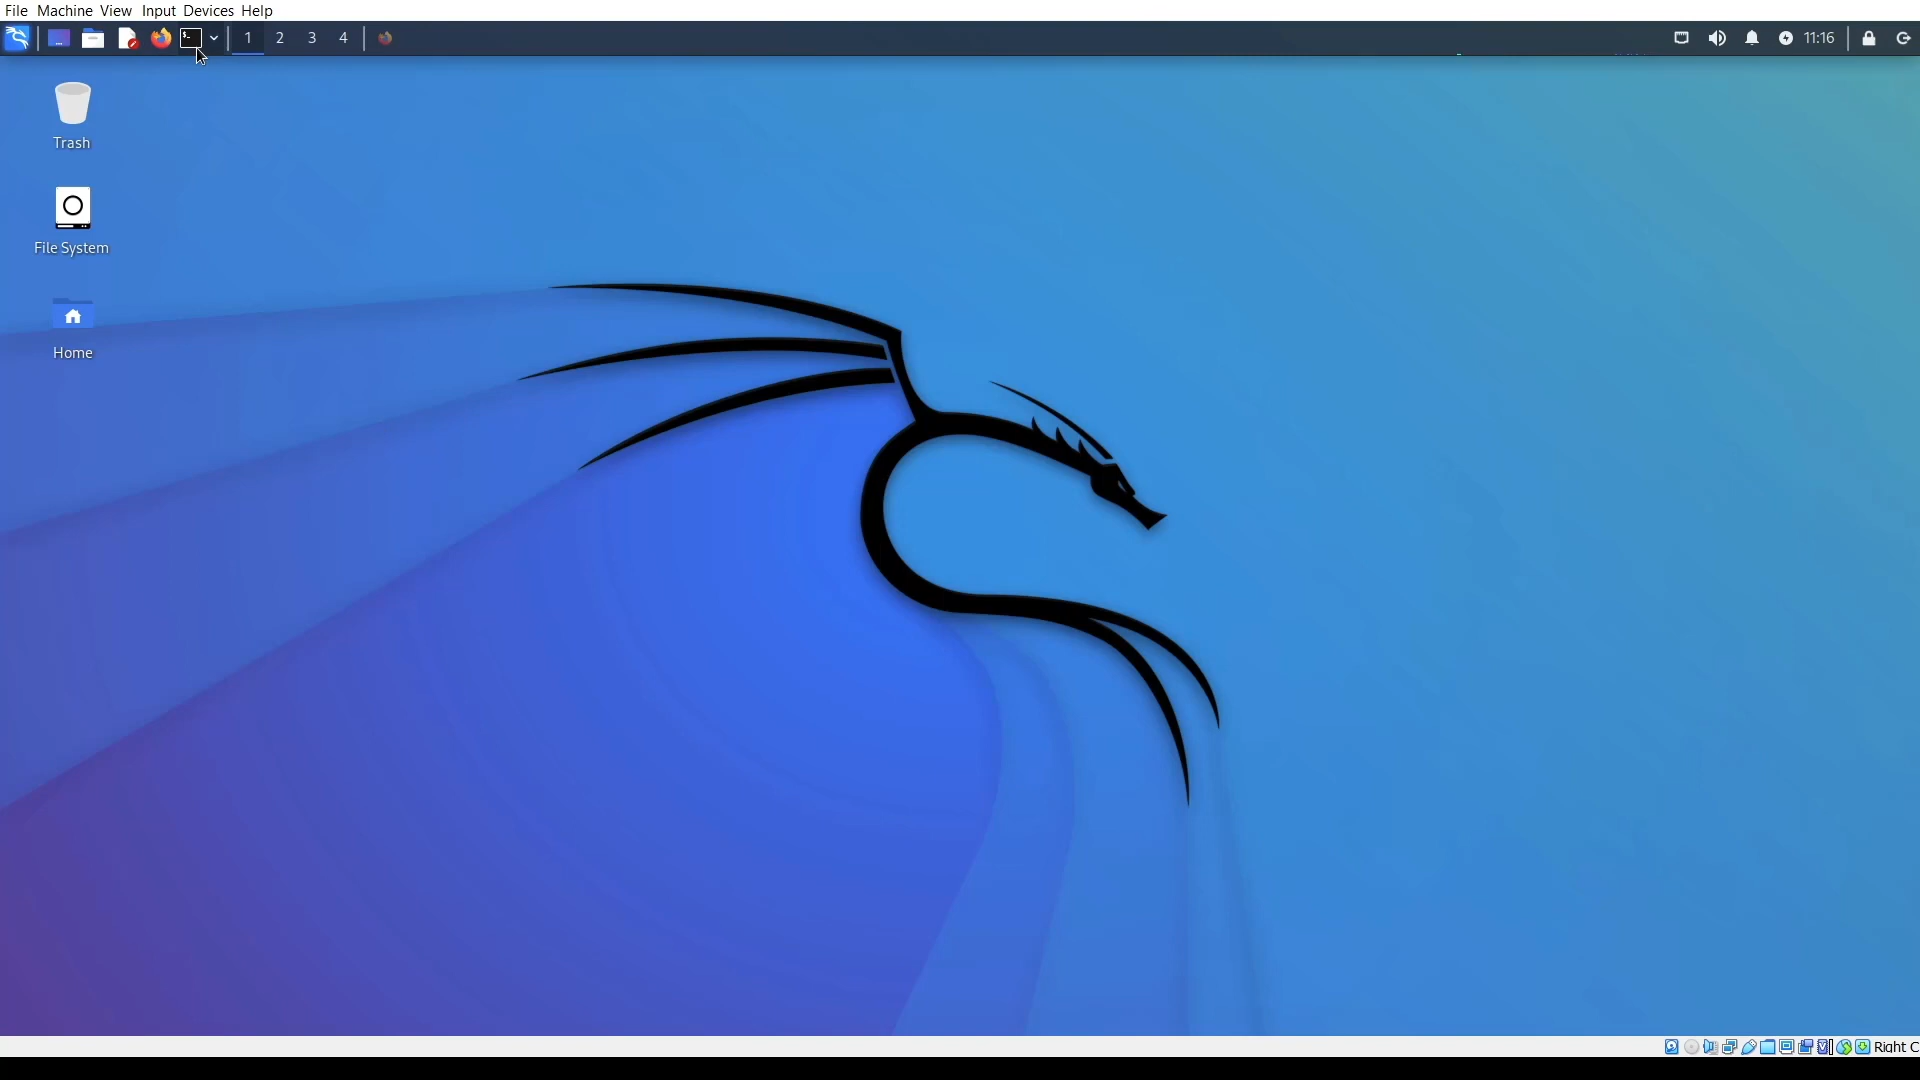 File Machine View Input Devices Help
1 2 3 4 11:16
Trash
File System
Home
Right C